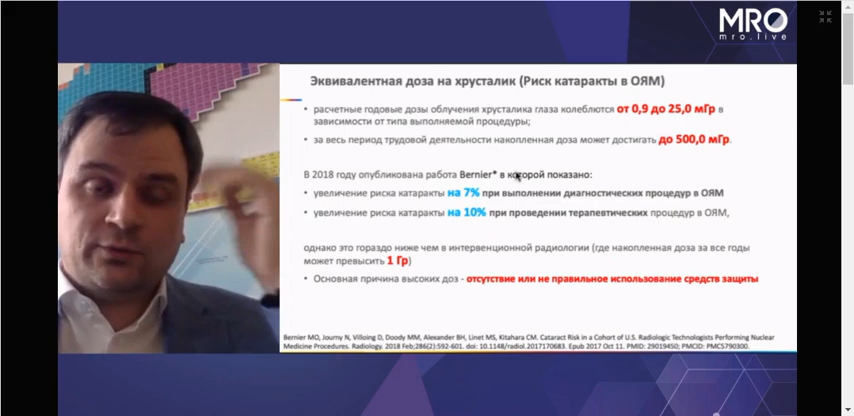 MRO
mro.live
Эквивалентная доза на хрусталик (Риск катаракты в ОЯМ)
• расчетные годовые дозы облучения хрусталика глаза колеблются от 0,9 до 25,0 мГр в
зависимости от типа выполняемой процедуры;
• за весь период трудовой деятельности накопленная доза может достигать до 500,0 мГр.
В 2018 году опубликована работа Bernier* в которой показано:
• увеличение риска катаракты на 7% при выполнении диагностических процедур в ОЯМ
• увеличение риска катаракты на 10% при проведении терапевтических процедур в ОЯМ,
однако это гораздо ниже чем в интервенционной радиологии (где накопленная доза за все годы
может превысить 1 Гр)
• Основная причина высоких доз - отсутствие или не правильное использование средств защиты
Bernier MO, Journy N, Villoing D, Doody MM, Alexander BH, Linet MS, Kitahara CM. Cataract Risk in a Cohort of U.S. Radiologic Technologists Performing Nuclear
Medicine Procedures. Radiology. 2018 Feb;286(2):592-601. doi: 10.1148/radiol.2017170683. Epub 2017 Oct 11. PMID: 29019450; PMCID: PMC5790300.